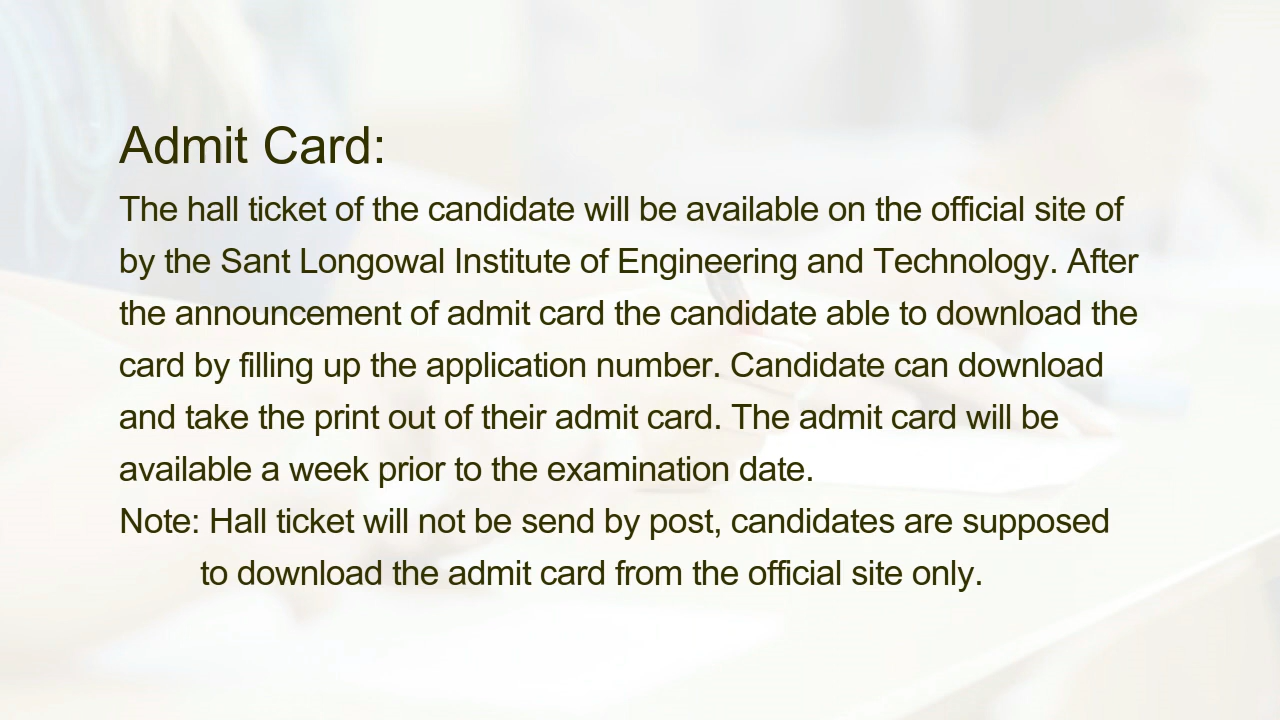 Admit Card:
The hall ticket of the candidate will be available on the official site of
by the Sant Longowal Institute of Engineering and Technology. After
the announcement of admit card the candidate able to download the
card by filling up the application number. Candidate can download
and take the print out of their admit card. The admit card will be
available a week prior to the examination date.
Note: Hall ticket will not be send by post, candidates are supposed
to download the admit card from the official site only.